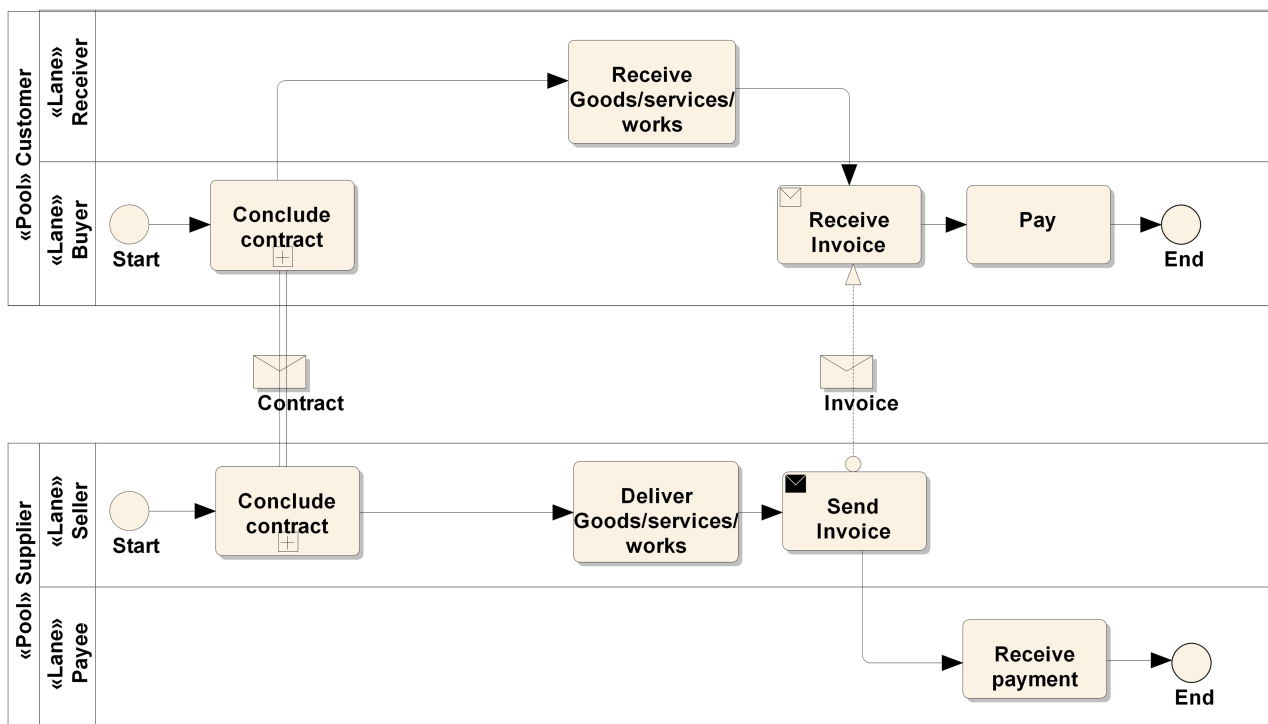 «Pool» Customer
«Lane»
Receiver
Receive
Goods/services/
works
«Lane»
Buyer
Start
Conclude
contract
Receive
Invoice
Pay
End
Contract
Invoice
«Pool» Supplier
«Lane»
Seller
Start
Conclude
contract
Deliver
Goods/services/
works
Send
Invoice
«Lane»
Payee
Receive
payment
End